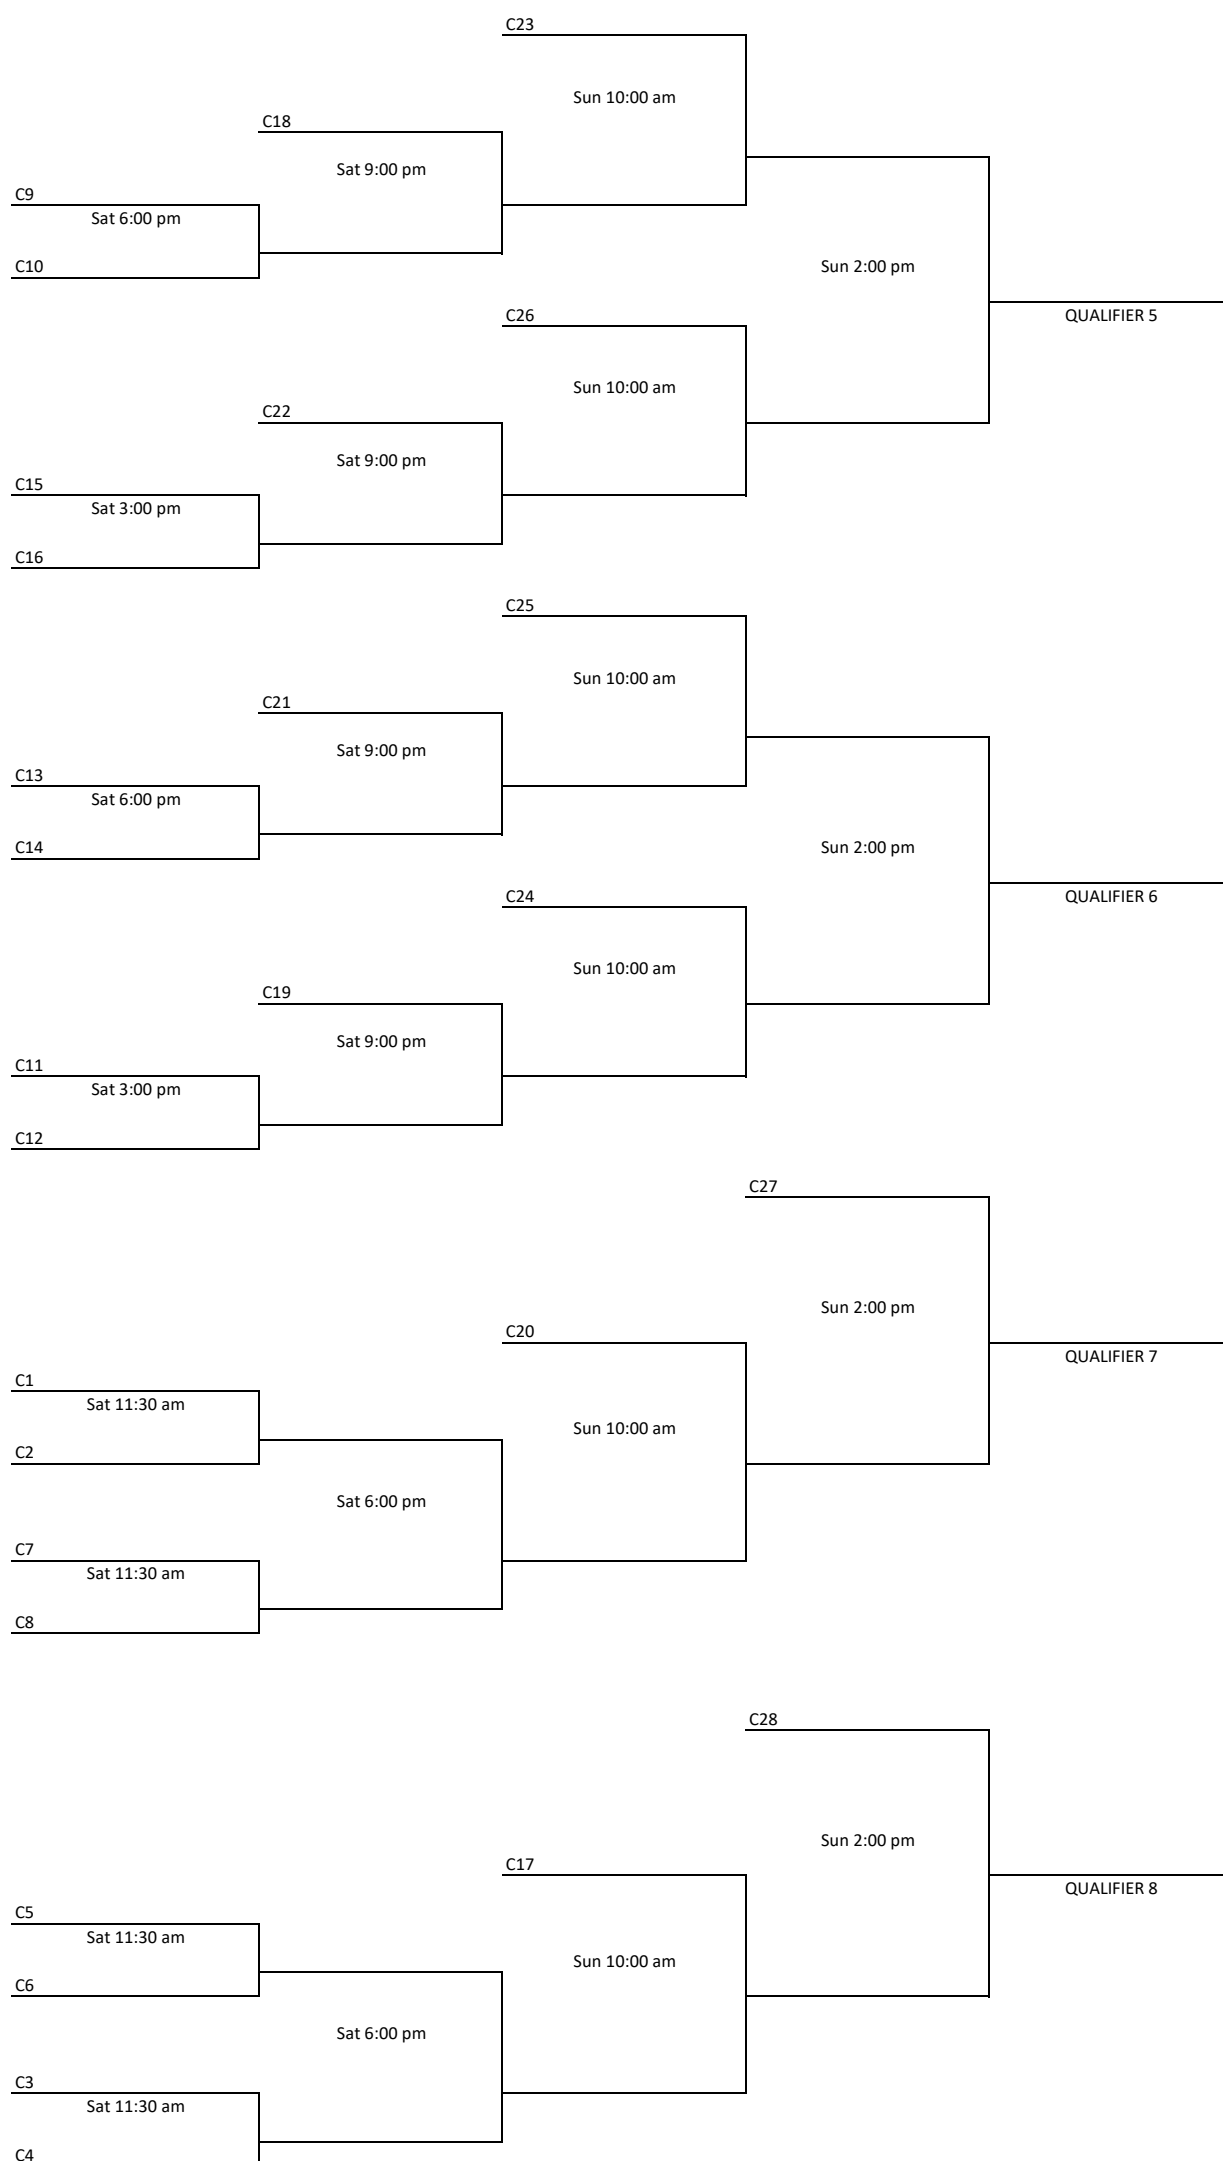 C23
Sun 10:00 am
C18
Sat 9:00 pm
C9
Sat 6:00 pm
C10
Sun 2:00 pm
QUALIFIER 5
C26
Sun 10:00 am
C22
Sat 9:00 pm
C15
Sat 3:00 pm
C16
C25
Sun 10:00 am
C21
Sat 9:00 pm
C13
Sat 6:00 pm
C14
Sun 2:00 pm
QUALIFIER 6
C24
Sun 10:00 am
C19
Sat 9:00 pm
C11
Sat 3:00 pm
C12
C27
Sun 2:00 pm
C20
QUALIFIER 7
C1
Sat 11:30 am
Sun 10:00 am
C2
Sat 6:00 pm
C7
Sat 11:30 am
C8
C28
Sun 2:00 pm
C17
QUALIFIER 8
C5
Sat 11:30 am
Sun 10:00 am
C6
Sat 6:00 pm
C3
Sat 11:30 am
C4